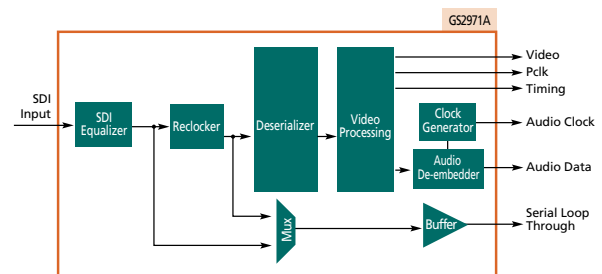 GS2971A
SDI
Input
SDI
Equalizer
Reclocker
Deserializer
Video
Processing
Clock
Generator
Audio
De-embedder
Mux
Buffer
Video
Pclk
Timing
Audio Clock
Audio Data
Serial Loop
Through